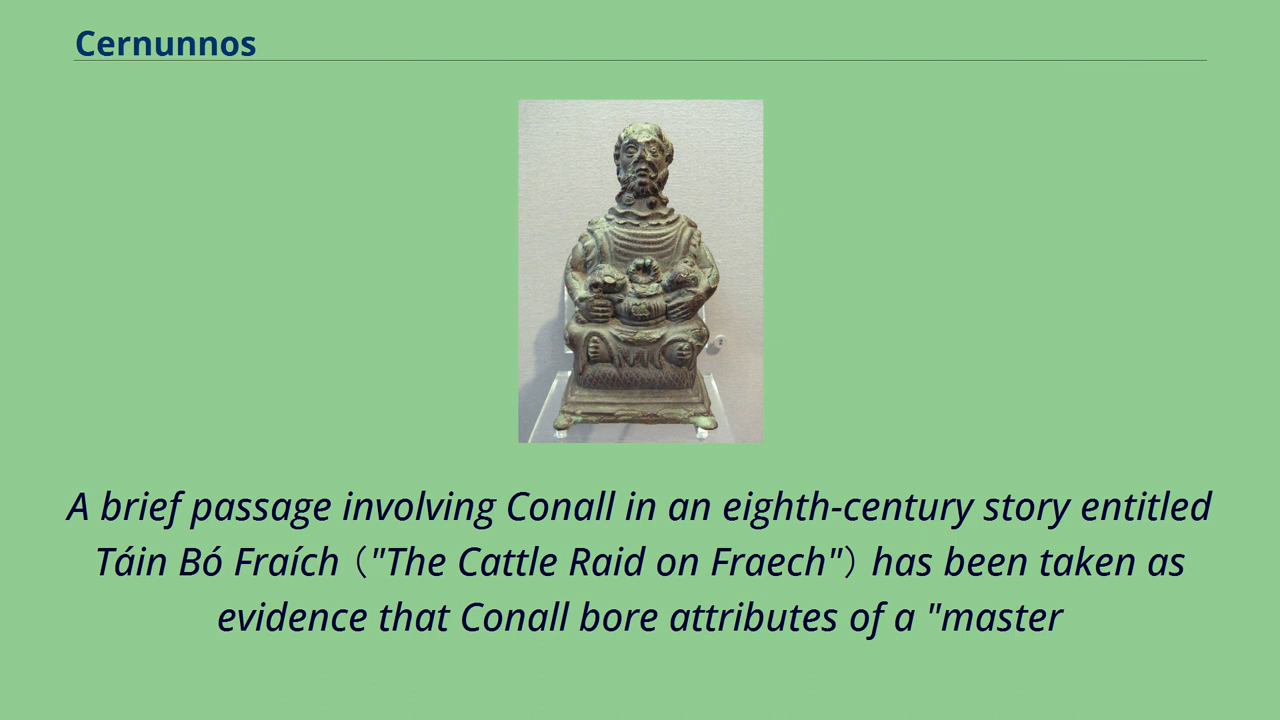 Cernunnos
A brief passage involving Conall in an eighth-century story entitled
Táin Bó Fraích（"The Cattle Raid on Fraech"）has been taken as
evidence that Conall bore attributes of a "master